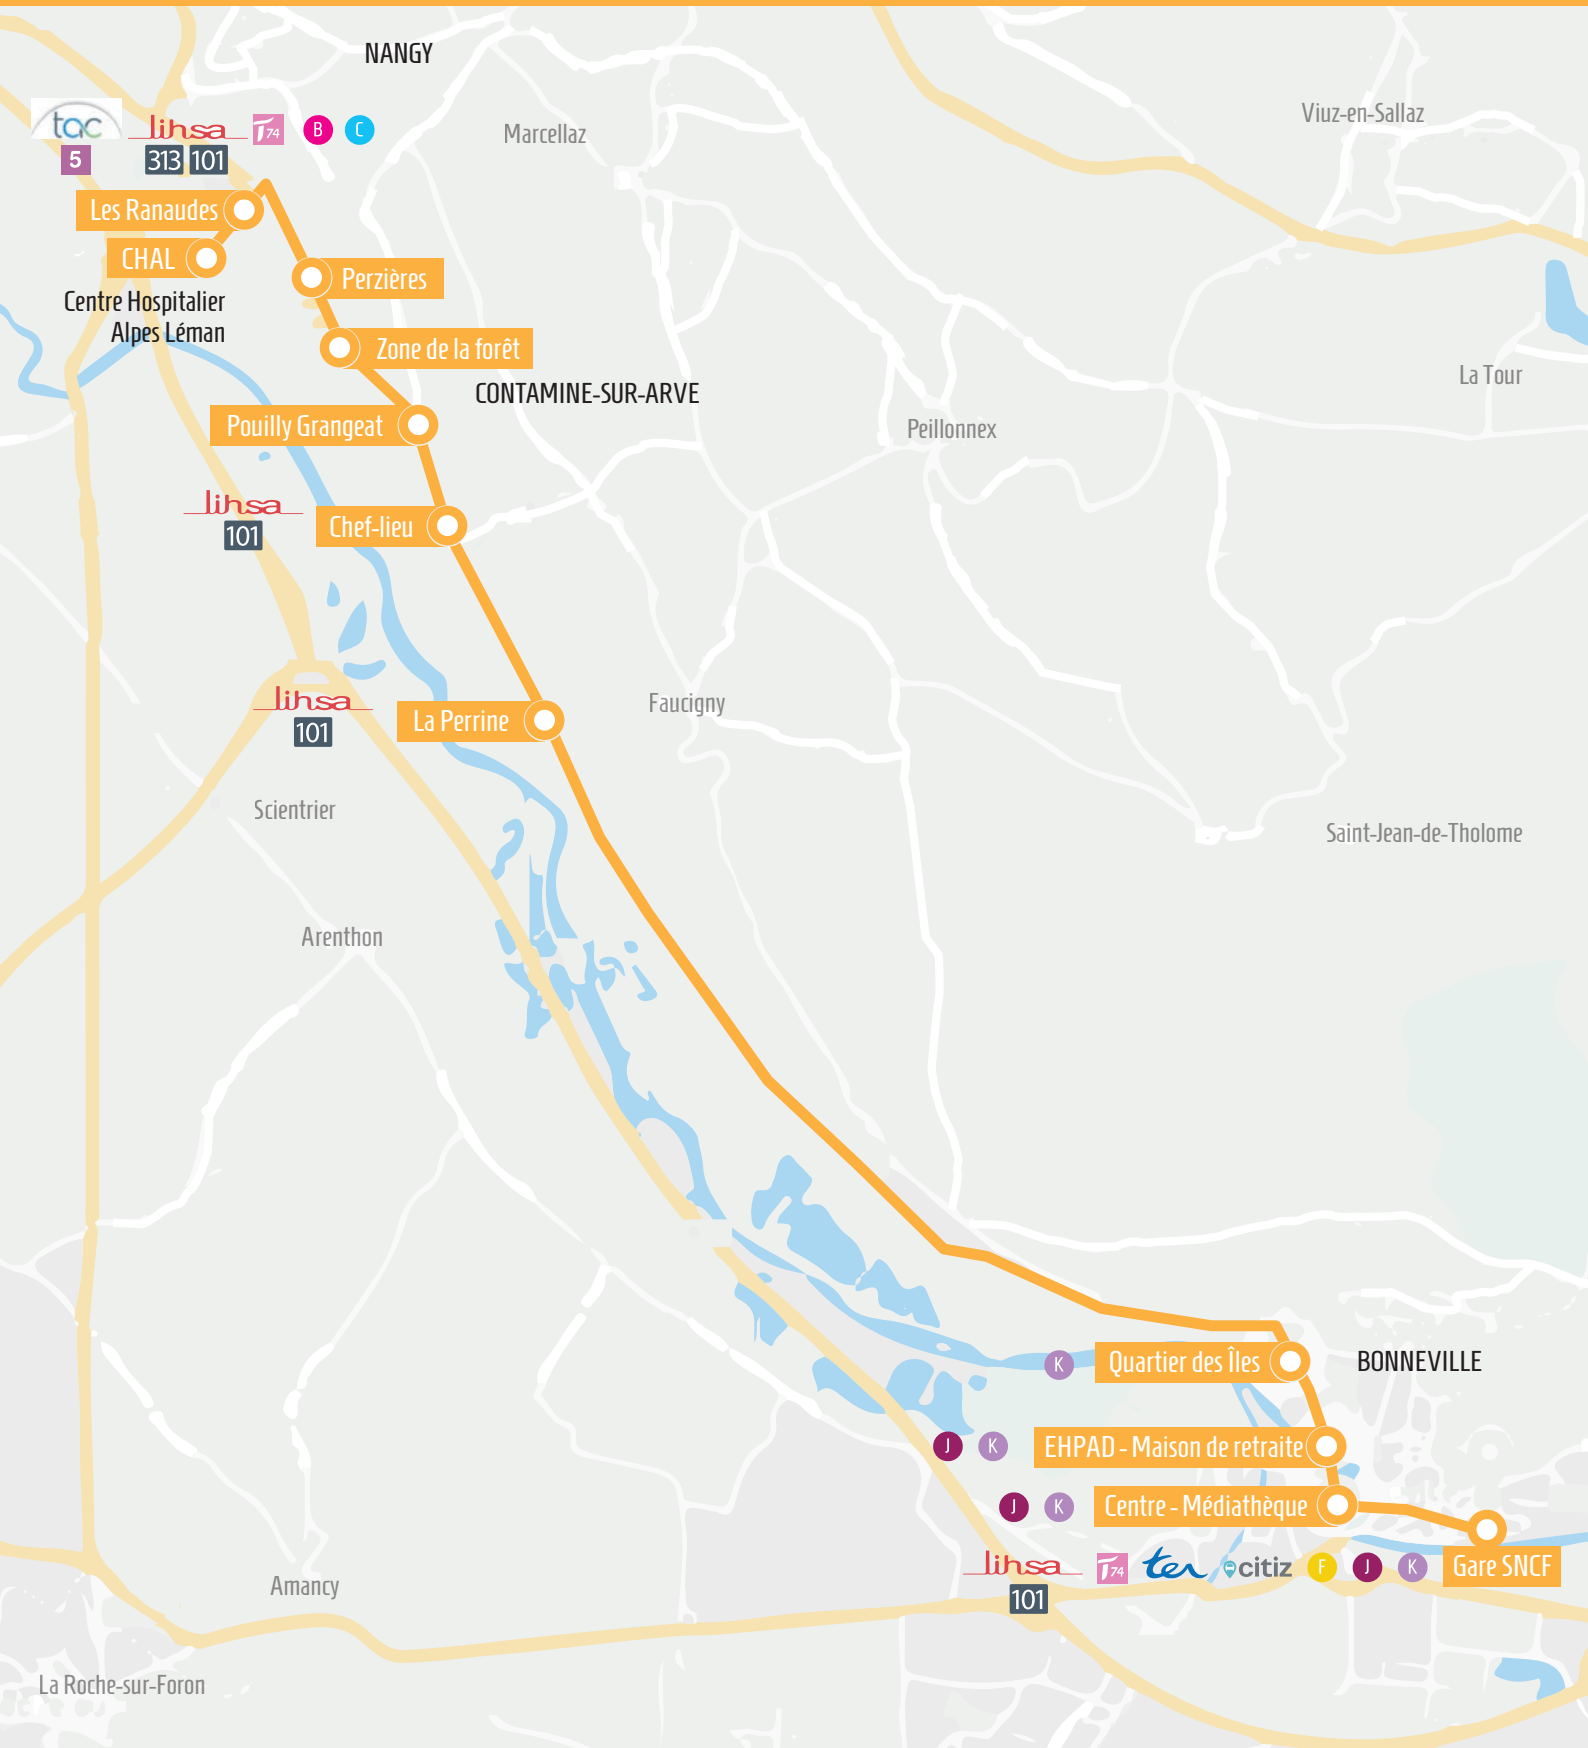 NANGY
Viuz-en-Sallaz
tac
lihsa
T74
B
C
Marcellaz
5
313
101
Les Ranaudes
CHAL
Perzières
Centre Hospitalier
Alpes Léman
Zone de la forêt
La Tour
CONTAMINE-SUR-ARVE
Pouilly Grangeat
Peillonnex
lihsa
101
Chef-lieu
lihsa
101
La Perrine
Faucigny
Scientrier
Saint-Jean-de-Tholome
Arenthon
K
Quartier des Îles
BONNEVILLE
J
K
EHPAD - Maison de retraite
J
K
Centre - Médiathèque
lihsa
101
T74
ter
citiz
F
J
K
Gare SNCF
Amancy
La Roche-sur-Foron